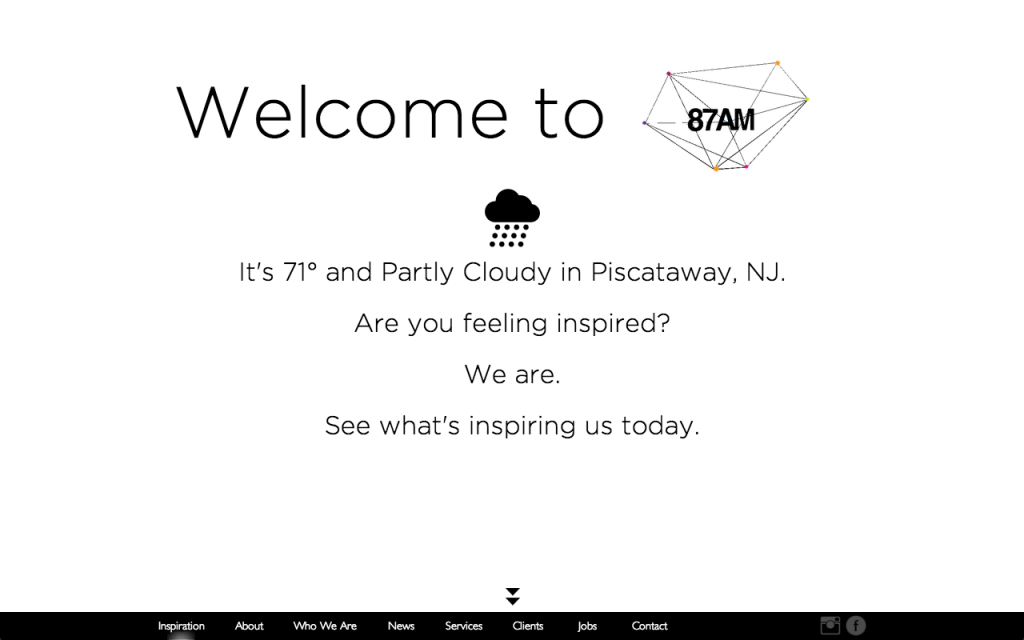 Welcome to 87AM
It's 71° and Partly Cloudy in Piscataway, NJ.
Are you feeling inspired?
We are.
See what's inspiring us today.
Inspiration About Who We Are News Services Clients Jobs Contact